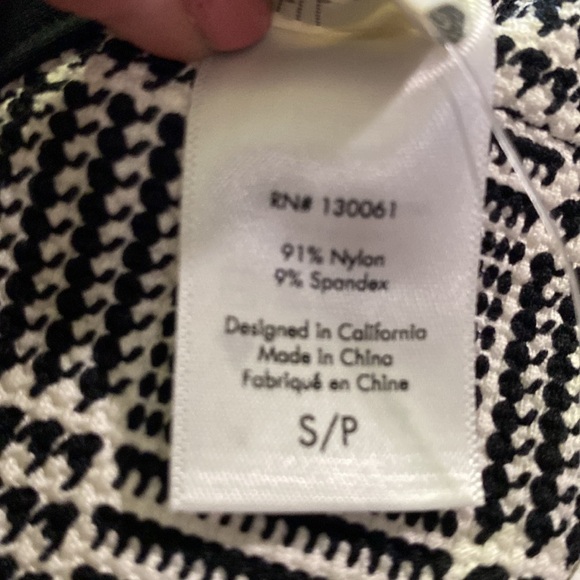 RN# 130061
91% Nylon
9% Spandex
Designed in California
Made in China
Fabriqué en Chine
S/P